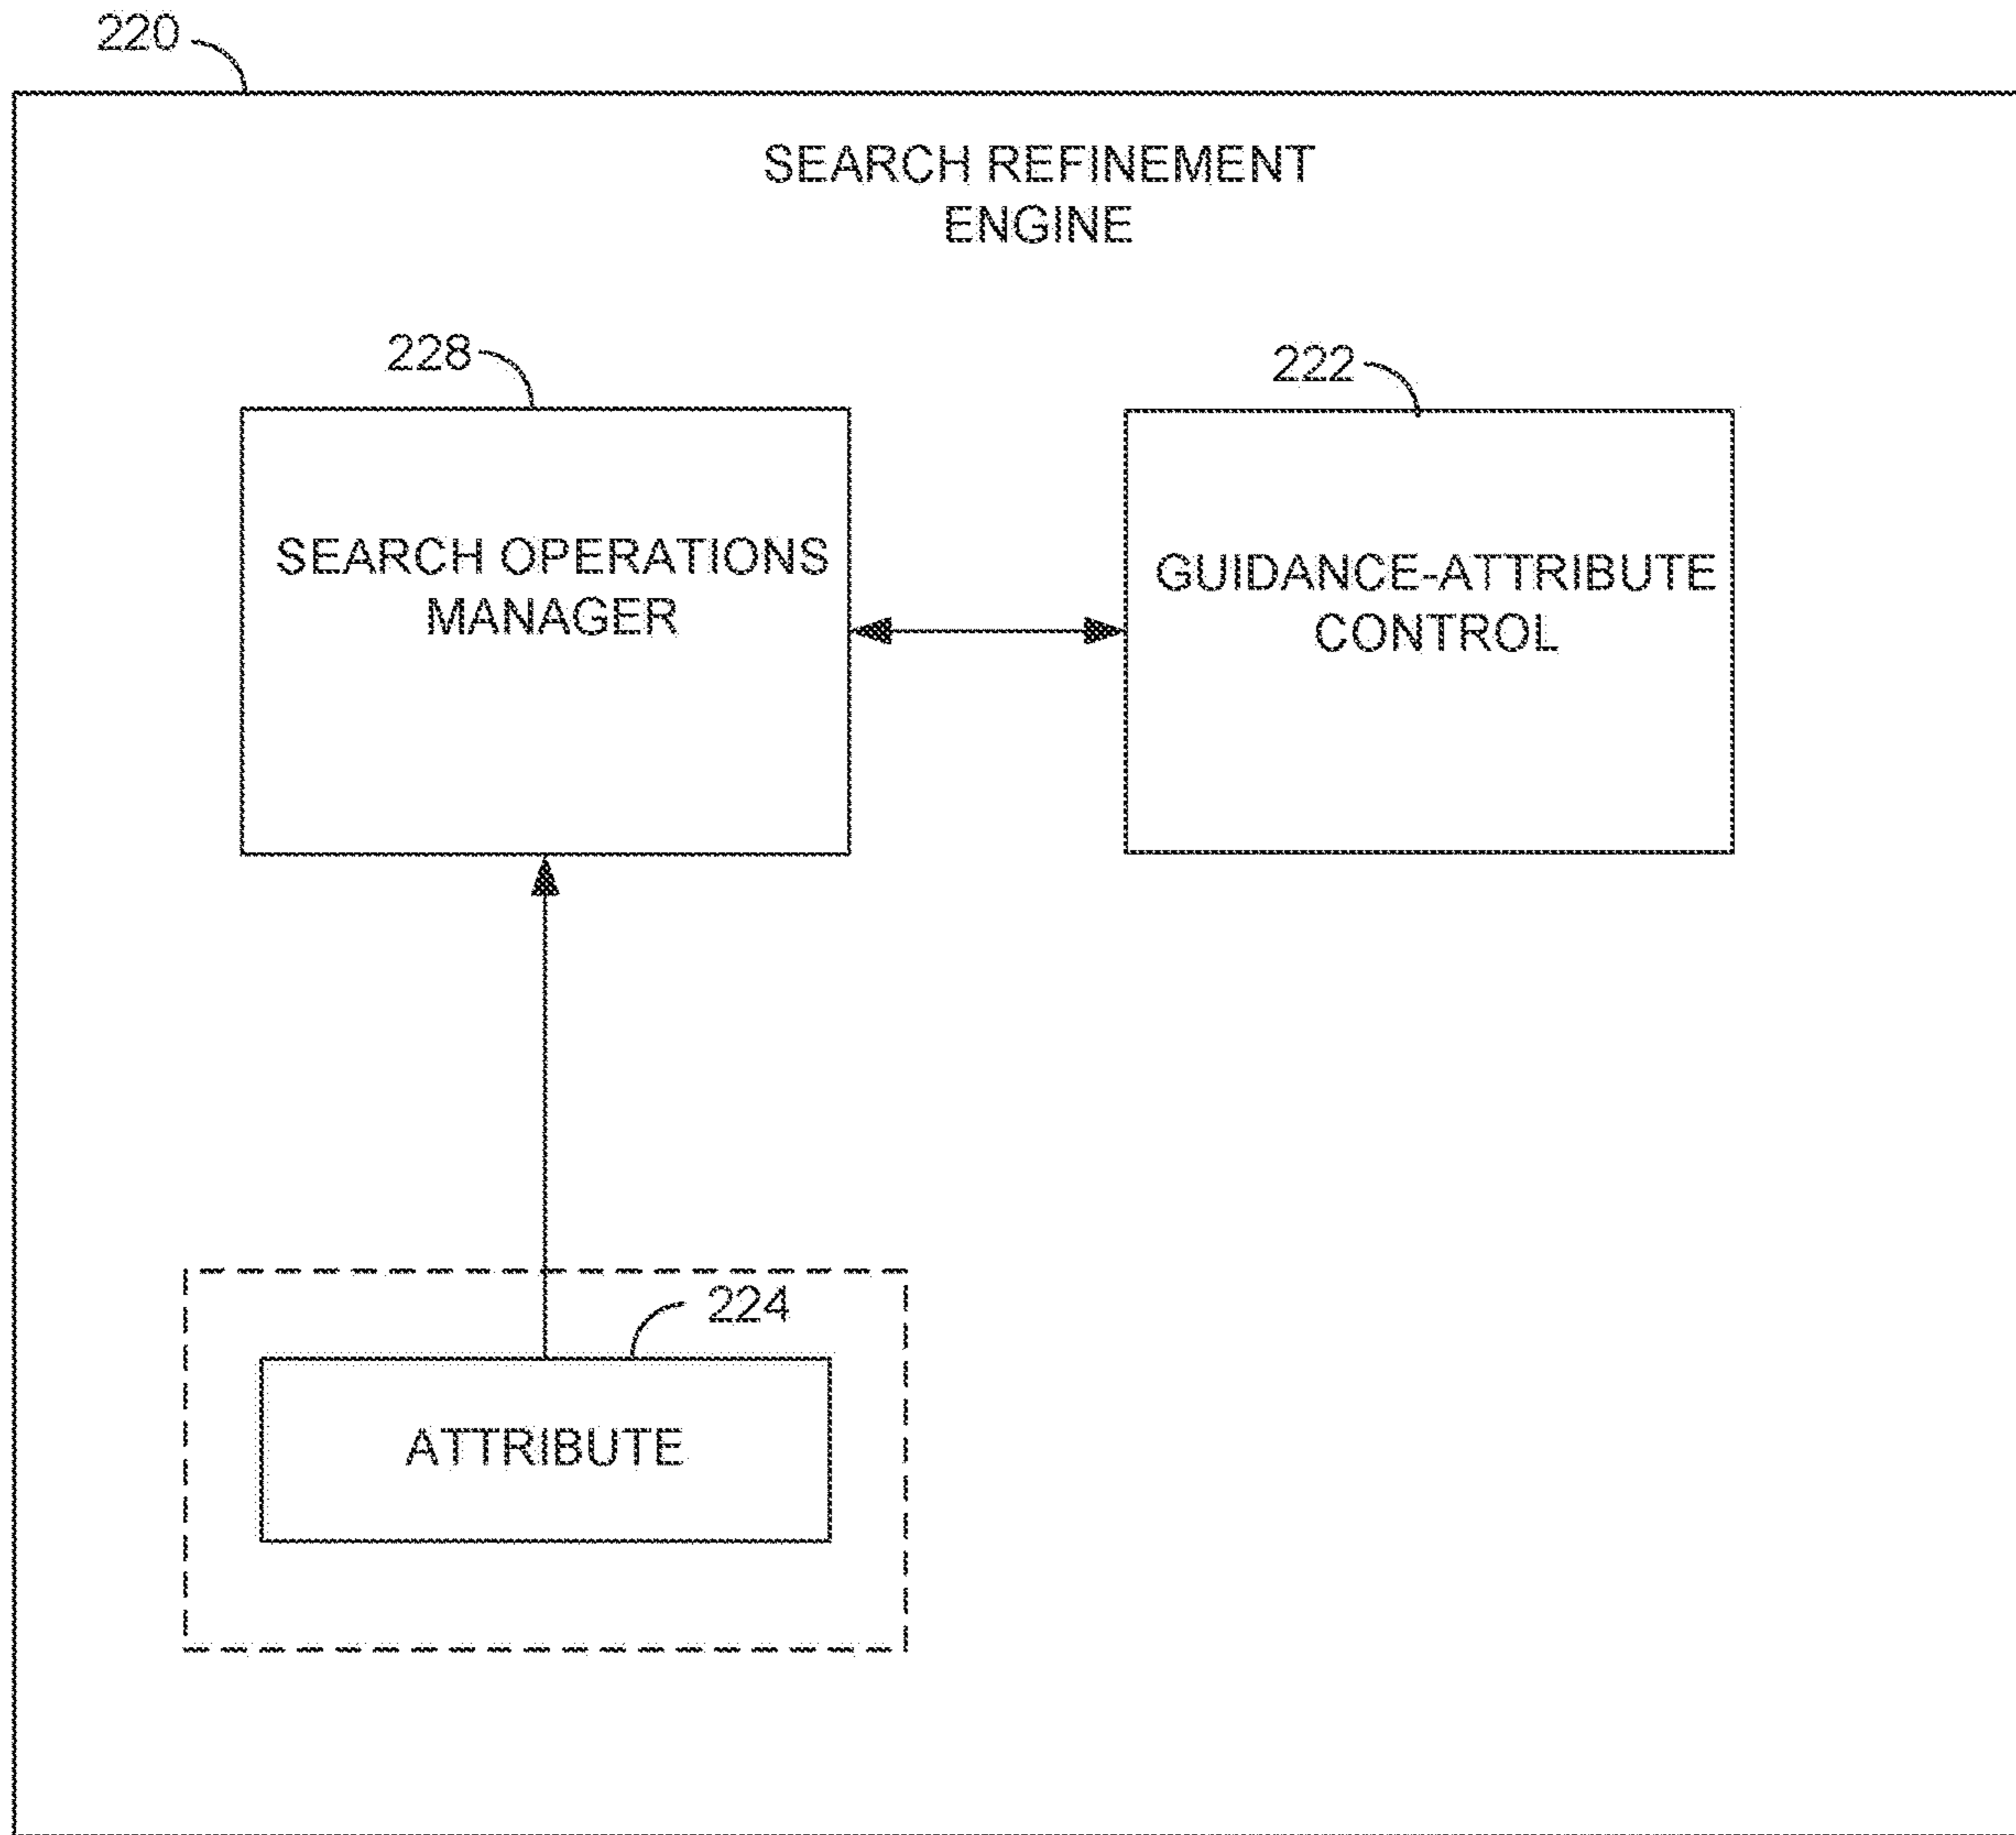 220
SEARCH REFINEMENT
ENGINE
228
222
SEARCH OPERATIONS
MANAGER
GUIDANCE-ATTRIBUTE
CONTROL
224
ATTRIBUTE